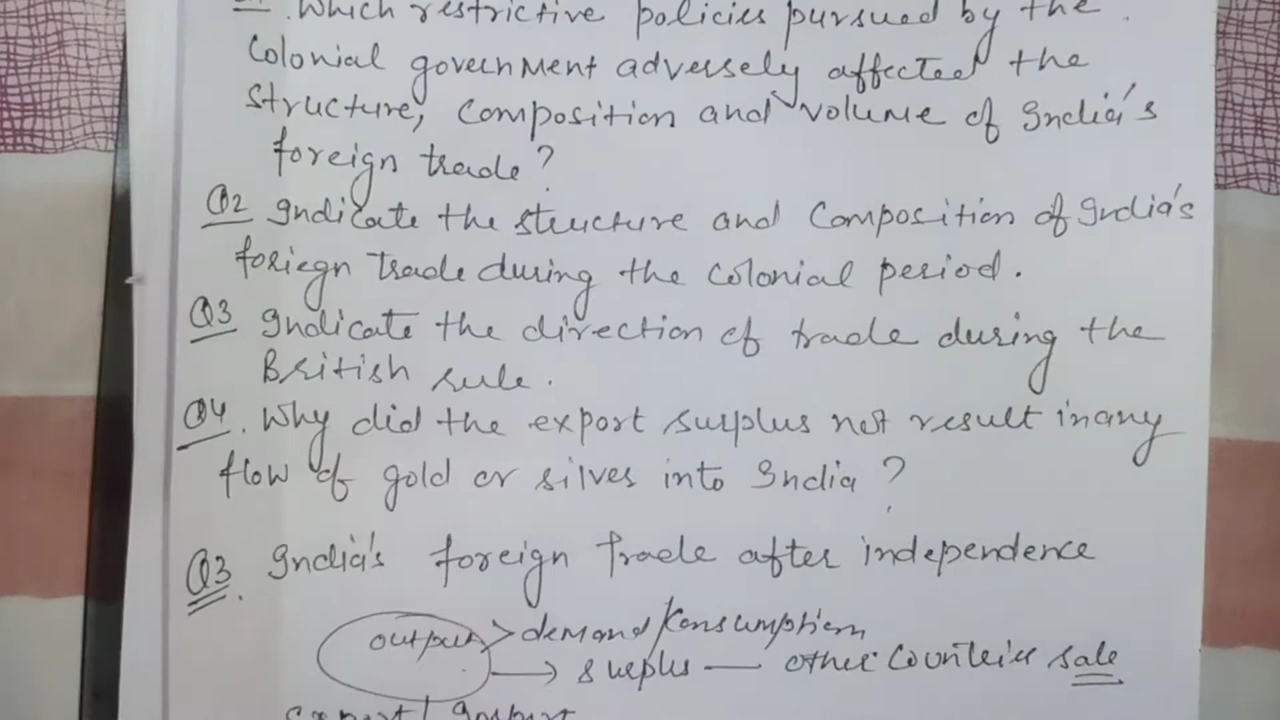 .Which restrictive policies pursued by the
Colonial government adversely affected the
structure, composition and volume of India's
foreign trade?
Q2 Indicate the structure and Composition of India's
foriegn Trade during the colonial period.
Q3 Indicate the direction of trade during the
British rule.
Q4. Why did the export surplus not result in any
flow of gold or silver into India?
Q3. India's foreign Trade after independence
output > demand/Consumption
→ surplus — other Countries sale
Export / Import